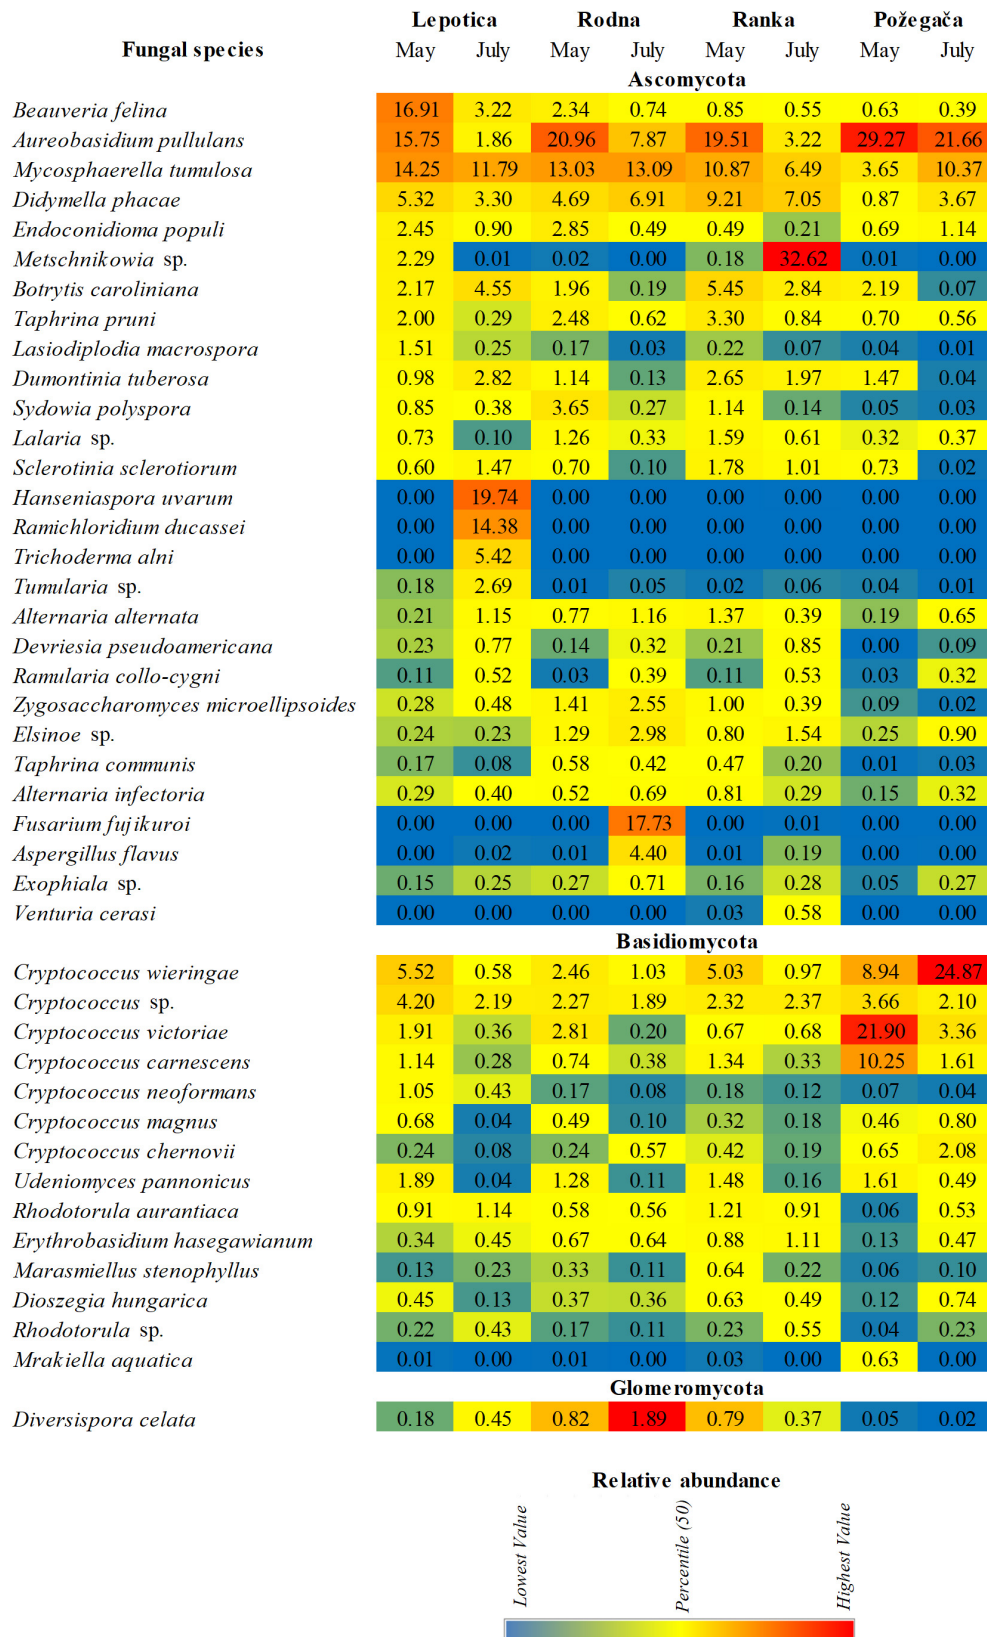 Lepotica Rodna Ranka Požegača
Fungal species May July May July May July May July
Ascomycota
Beauveria felina 16.91 3.22 2.34 0.74 0.85 0.55 0.63 0.39
Aureobasidium pullulans 15.75 1.86 20.96 7.87 19.51 3.22 29.27 21.66
Mycosphaerella tumulosa 14.25 11.79 13.03 13.09 10.87 6.49 3.65 10.37
Didymella phacae 5.32 3.30 4.69 6.91 9.21 7.05 0.87 3.67
Endoconidioma populi 2.45 0.90 2.85 0.49 0.49 0.21 0.69 1.14
Metschnikowia sp. 2.29 0.01 0.02 0.00 0.18 32.62 0.01 0.00
Botrytis caroliniana 2.17 4.55 1.96 0.19 5.45 2.84 2.19 0.07
Taphrina pruni 2.00 0.29 2.48 0.62 3.30 0.84 0.70 0.56
Lasiodiplodia macrospora 1.51 0.25 0.17 0.03 0.22 0.07 0.04 0.01
Dumontinia tuberosa 0.98 2.82 1.14 0.13 2.65 1.97 1.47 0.04
Sydowia polyspora 0.85 0.38 3.65 0.27 1.14 0.14 0.05 0.03
Lalaria sp. 0.73 0.10 1.26 0.33 1.59 0.61 0.32 0.37
Sclerotinia sclerotiorum 0.60 1.47 0.70 0.10 1.78 1.01 0.73 0.02
Hanseniaspora uvarum 0.00 19.74 0.00 0.00 0.00 0.00 0.00 0.00
Ramichloridium ducassei 0.00 14.38 0.00 0.00 0.00 0.00 0.00 0.00
Trichoderma alni 0.00 5.42 0.00 0.00 0.00 0.00 0.00 0.00
Tumularia sp. 0.18 2.69 0.01 0.05 0.02 0.06 0.04 0.01
Alternaria alternata 0.21 1.15 0.77 1.16 1.37 0.39 0.19 0.65
Devriesia pseudoamericana 0.23 0.77 0.14 0.32 0.21 0.85 0.00 0.09
Ramularia collo-cygni 0.11 0.52 0.03 0.39 0.11 0.53 0.03 0.32
Zygosaccharomyces microellipsoides 0.28 0.48 1.41 2.55 1.00 0.39 0.09 0.02
Elsinoe sp. 0.24 0.23 1.29 2.98 0.80 1.54 0.25 0.90
Taphrina communis 0.17 0.08 0.58 0.42 0.47 0.20 0.01 0.03
Alternaria infectoria 0.29 0.40 0.52 0.69 0.81 0.29 0.15 0.32
Fusarium fujikuroi 0.00 0.00 0.00 17.73 0.00 0.01 0.00 0.00
Aspergillus flavus 0.00 0.02 0.01 4.40 0.01 0.19 0.00 0.00
Exophiala sp. 0.15 0.25 0.27 0.71 0.16 0.28 0.05 0.27
Venturia cerasi 0.00 0.00 0.00 0.00 0.03 0.58 0.00 0.00
Basidiomycota
Cryptococcus wieringae 5.52 0.58 2.46 1.03 5.03 0.97 8.94 24.87
Cryptococcus sp. 4.20 2.19 2.27 1.89 2.32 2.37 3.66 2.10
Cryptococcus victoriae 1.91 0.36 2.81 0.20 0.67 0.68 21.90 3.36
Cryptococcus carnescens 1.14 0.28 0.74 0.38 1.34 0.33 10.25 1.61
Cryptococcus neoformans 1.05 0.43 0.17 0.08 0.18 0.12 0.07 0.04
Cryptococcus magnus 0.68 0.04 0.49 0.10 0.32 0.18 0.46 0.80
Cryptococcus chernovii 0.24 0.08 0.24 0.57 0.42 0.19 0.65 2.08
Udeniomyces pannonicus 1.89 0.04 1.28 0.11 1.48 0.16 1.61 0.49
Rhodotorula aurantiaca 0.91 1.14 0.58 0.56 1.21 0.91 0.06 0.53
Erythrobasidium hasegawianum 0.34 0.45 0.67 0.64 0.88 1.11 0.13 0.47
Marasmiellus stenophyllus 0.13 0.23 0.33 0.11 0.64 0.22 0.06 0.10
Dioszegia hungarica 0.45 0.13 0.37 0.36 0.63 0.49 0.12 0.74
Rhodotorula sp. 0.22 0.43 0.17 0.11 0.23 0.55 0.04 0.23
Mrakiella aquatica 0.01 0.00 0.01 0.00 0.03 0.00 0.63 0.00
Glomeromycota
Diversispora celata 0.18 0.45 0.82 1.89 0.79 0.37 0.05 0.02
Relative abundance
Lowest Value
Percentile (50)
Highest Value